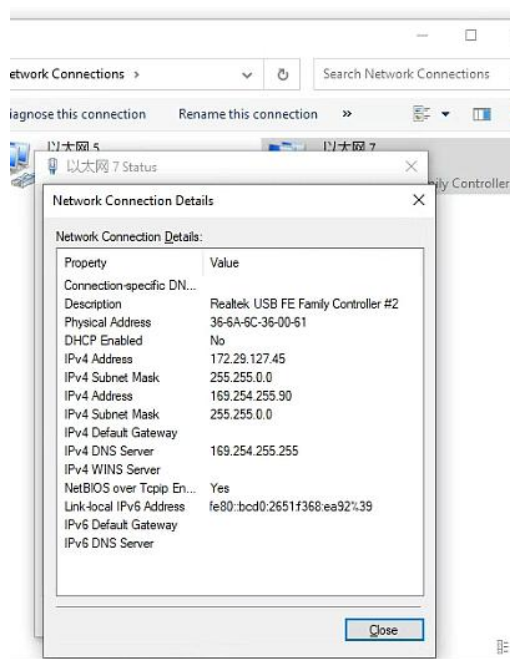 etwork Connections
Search Network Connections
iagnose this connection
Rename this connection
»
以太网 5
以太网 7
以太网 7 Status
ily Controller
Network Connection Details
Network Connection Details:
Property Value
Connection-specific DN...
Description Realtek USB FE Family Controller #2
Physical Address 36-6A-6C-36-00-61
DHCP Enabled No
IPv4 Address 172.29.127.45
IPv4 Subnet Mask 255.255.0.0
IPv4 Address 169.254.255.90
IPv4 Subnet Mask 255.255.0.0
IPv4 Default Gateway
IPv4 DNS Server 169.254.255.255
IPv4 WINS Server
NetBIOS over Tcpip En... Yes
Link-local IPv6 Address fe80::bcd0:2651:f368:ea92%39
IPv6 Default Gateway
IPv6 DNS Server
Close